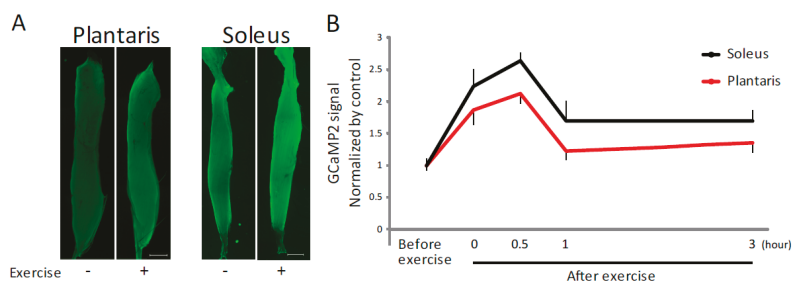 A
Plantaris Soleus
Exercise - + - +
B
GCaMP2 signal
Normalized by control
3
2.5
2
1.5
1
0.5
0
Soleus
Plantaris
Before
exercise
0 0.5 1 3 (hour)
After exercise